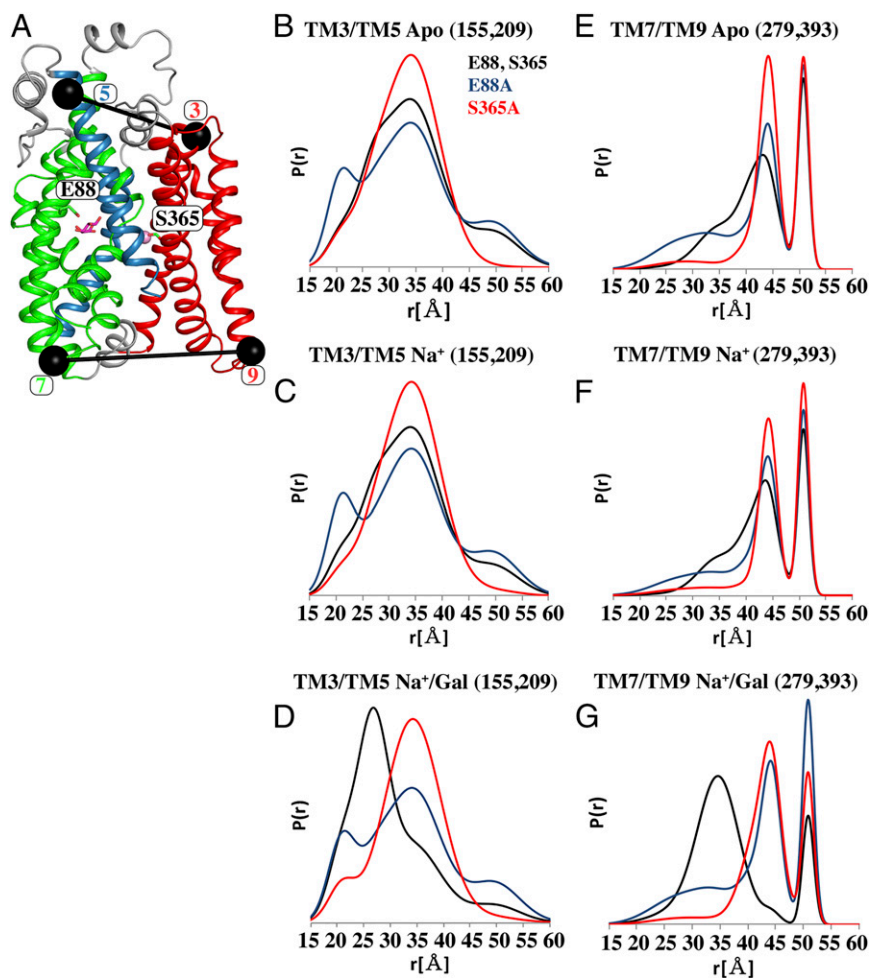 A
5
3
E88
S365
7
9
B
TM3/TM5 Apo (155,209)
E88, S365
E88A
S365A
P(r)
15 20 25 30 35 40 45 50 55 60
r[Å]
E
TM7/TM9 Apo (279,393)
P(r)
15 20 25 30 35 40 45 50 55 60
r[Å]
C
TM3/TM5 Na⁺ (155,209)
P(r)
15 20 25 30 35 40 45 50 55 60
r[Å]
F
TM7/TM9 Na⁺ (279,393)
P(r)
15 20 25 30 35 40 45 50 55 60
r[Å]
D
TM3/TM5 Na⁺/Gal (155,209)
P(r)
15 20 25 30 35 40 45 50 55 60
r[Å]
G
TM7/TM9 Na⁺/Gal (279,393)
P(r)
15 20 25 30 35 40 45 50 55 60
r[Å]